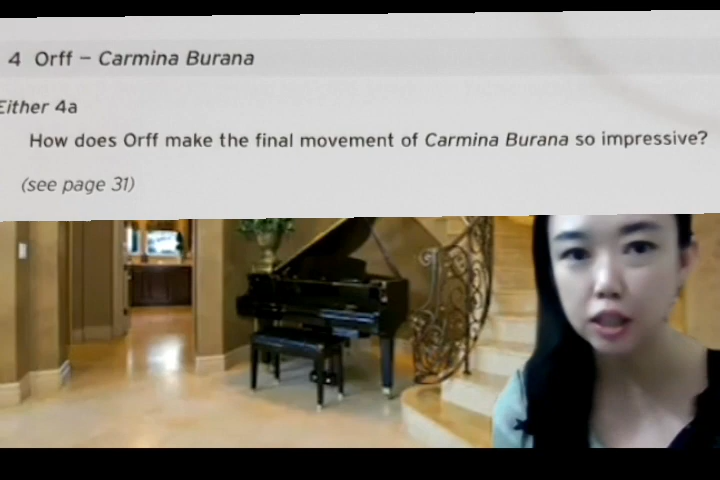 4 Orff – Carmina Burana
Either 4a
How does Orff make the final movement of Carmina Burana so impressive?
(see page 31)